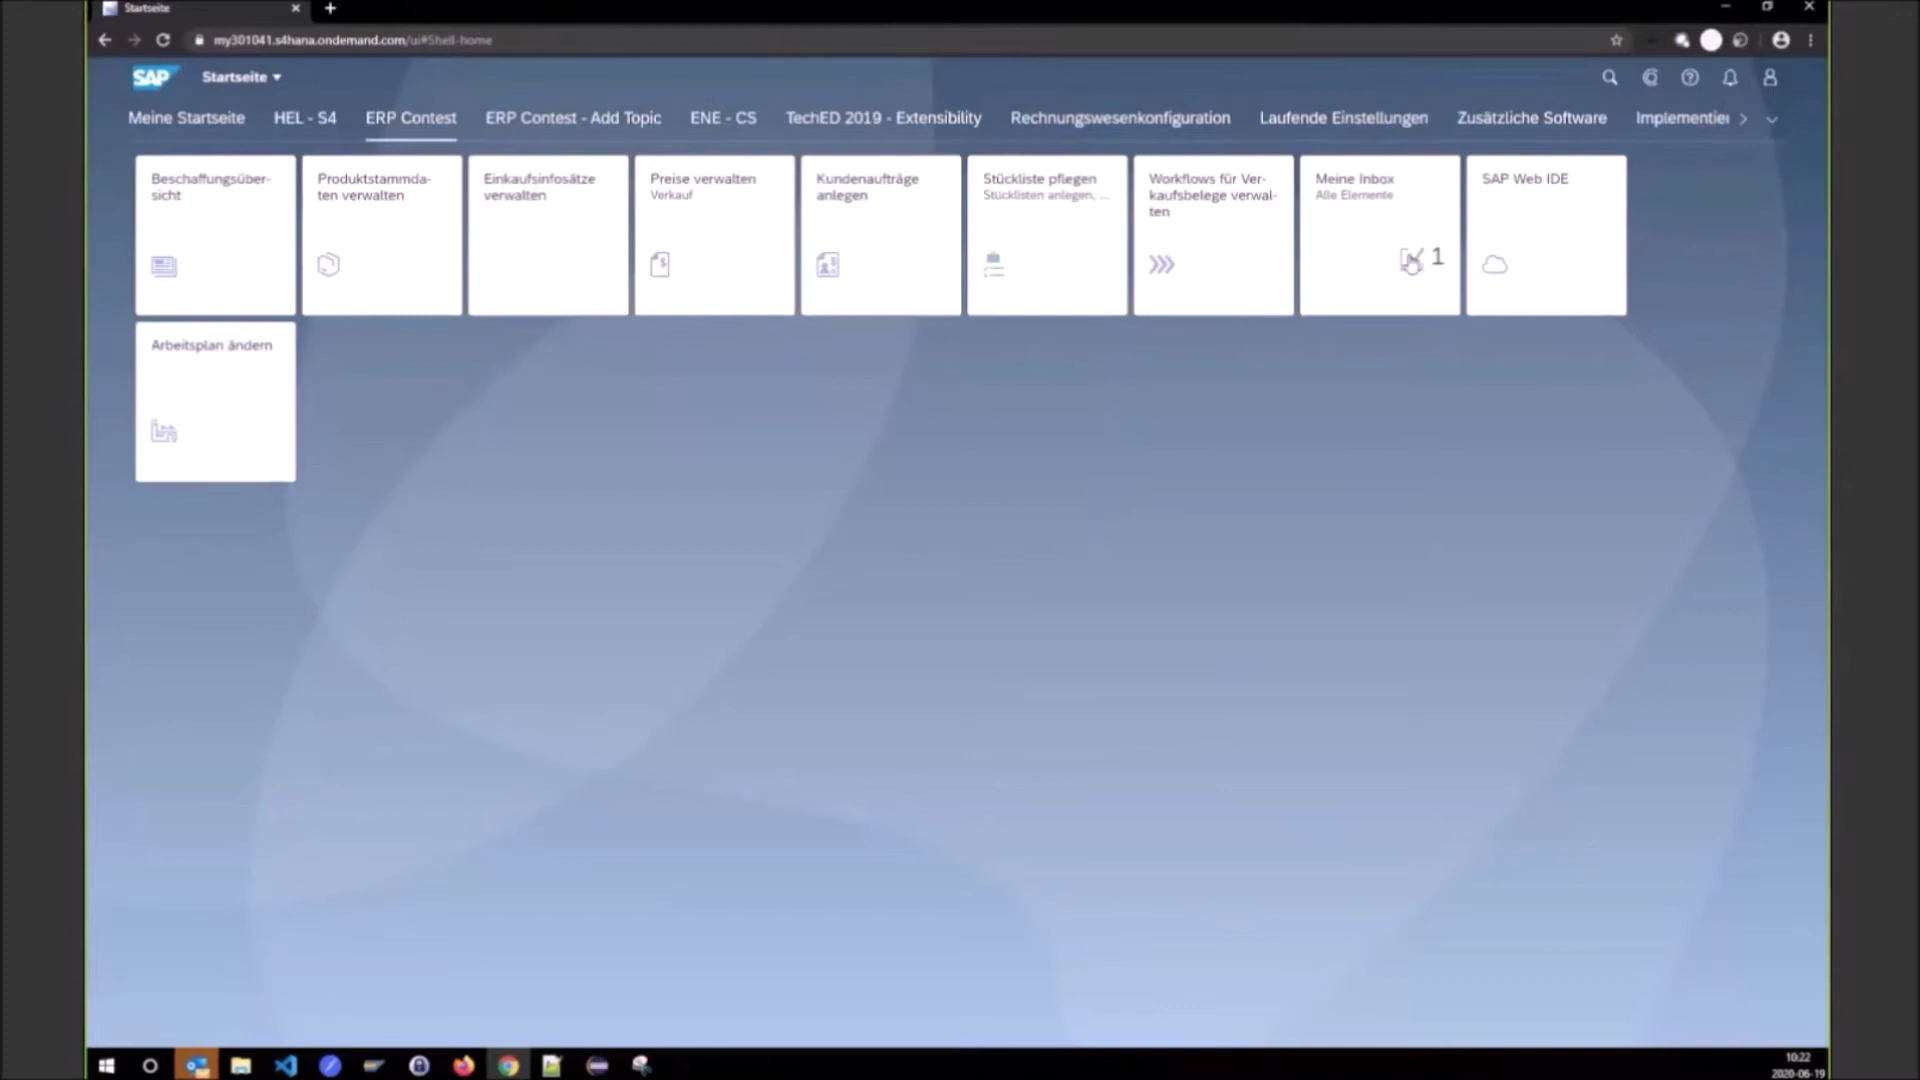 Startseite
my301041.s4hana.ondemand.com/ui#Shell-home
SAP Startseite
Meine Startseite HEL - S4 ERP Contest ERP Contest - Add Topic ENE - CS TechED 2019 - Extensibility Rechnungswesenkonfiguration Laufende Einstellungen Zusätzliche Software Implementier
Beschaffungsüber-
sicht
Produktstammda-
ten verwalten
Einkaufsinfosätze
verwalten
Preise verwalten
Verkauf
Kundenaufträge
anlegen
Stückliste pflegen
Stücklisten anlegen, ...
Workflows für Ver-
kaufsbelege verwal-
ten
Meine Inbox
Alle Elemente
1
SAP Web IDE
Arbeitsplan ändern
10:22
2020-06-19